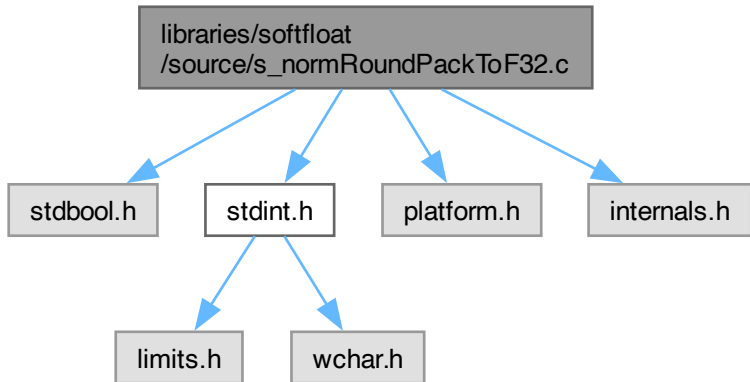 libraries/softfloat
/source/s_normRoundPackToF32.c
stdbool.h
stdint.h
platform.h
internals.h
limits.h
wchar.h